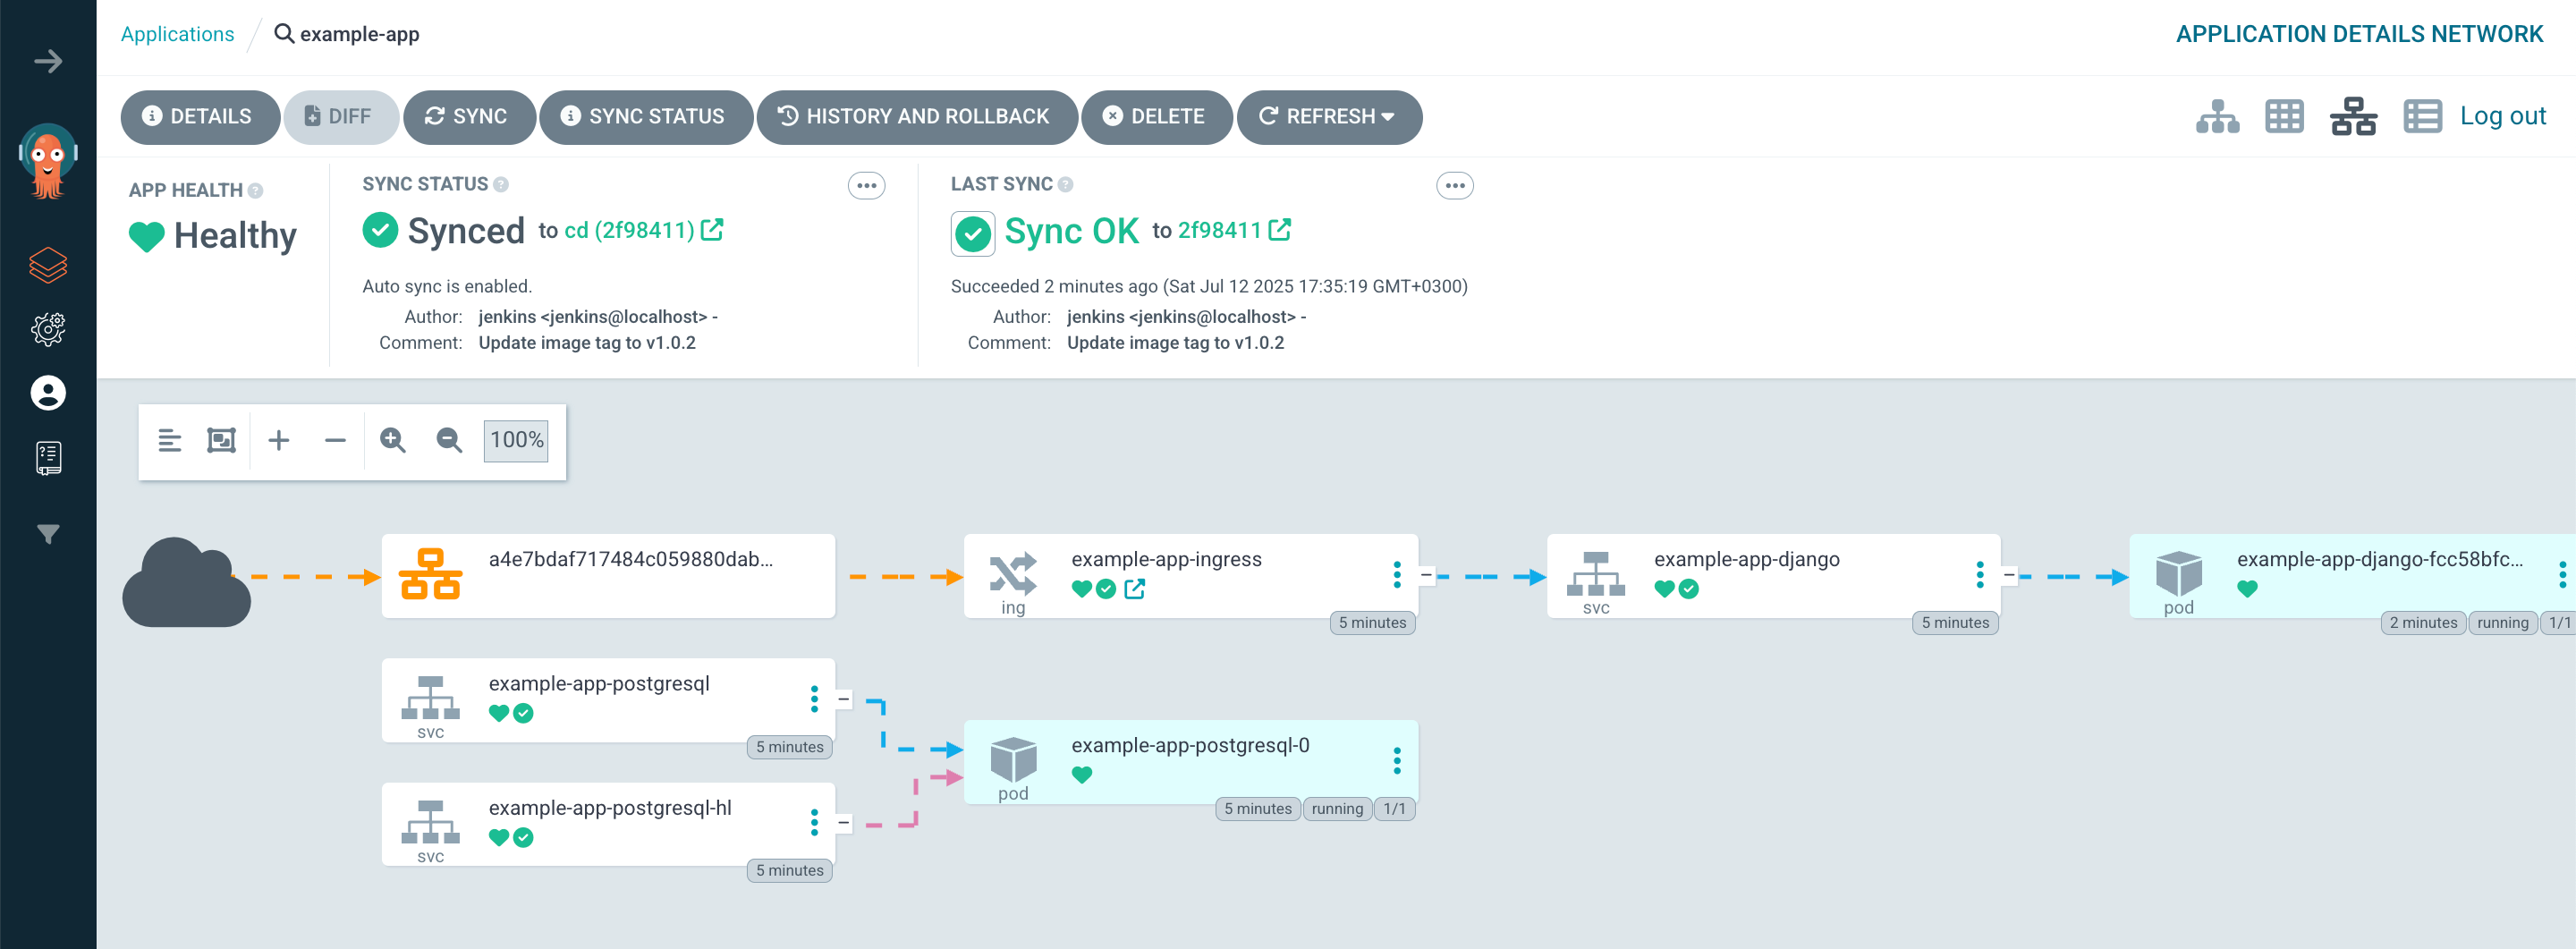 Applications / example-app
APPLICATION DETAILS NETWORK
DETAILS DIFF SYNC SYNC STATUS HISTORY AND ROLLBACK DELETE REFRESH
Log out
APP HEALTH
Healthy
SYNC STATUS
Synced to cd (2f98411)
Auto sync is enabled.
Author: jenkins <jenkins@localhost> -
Comment: Update image tag to v1.0.2
LAST SYNC
Sync OK to 2f98411
Succeeded 2 minutes ago (Sat Jul 12 2025 17:35:19 GMT+0300)
Author: jenkins <jenkins@localhost> -
Comment: Update image tag to v1.0.2
100%
a4e7bdaf717484c059880dab...
example-app-ingress
ing
5 minutes
example-app-django
svc
5 minutes
example-app-django-fcc58bfc...
pod
2 minutes running 1/1
example-app-postgresql
svc
5 minutes
example-app-postgresql-0
pod
5 minutes running 1/1
example-app-postgresql-hl
svc
5 minutes